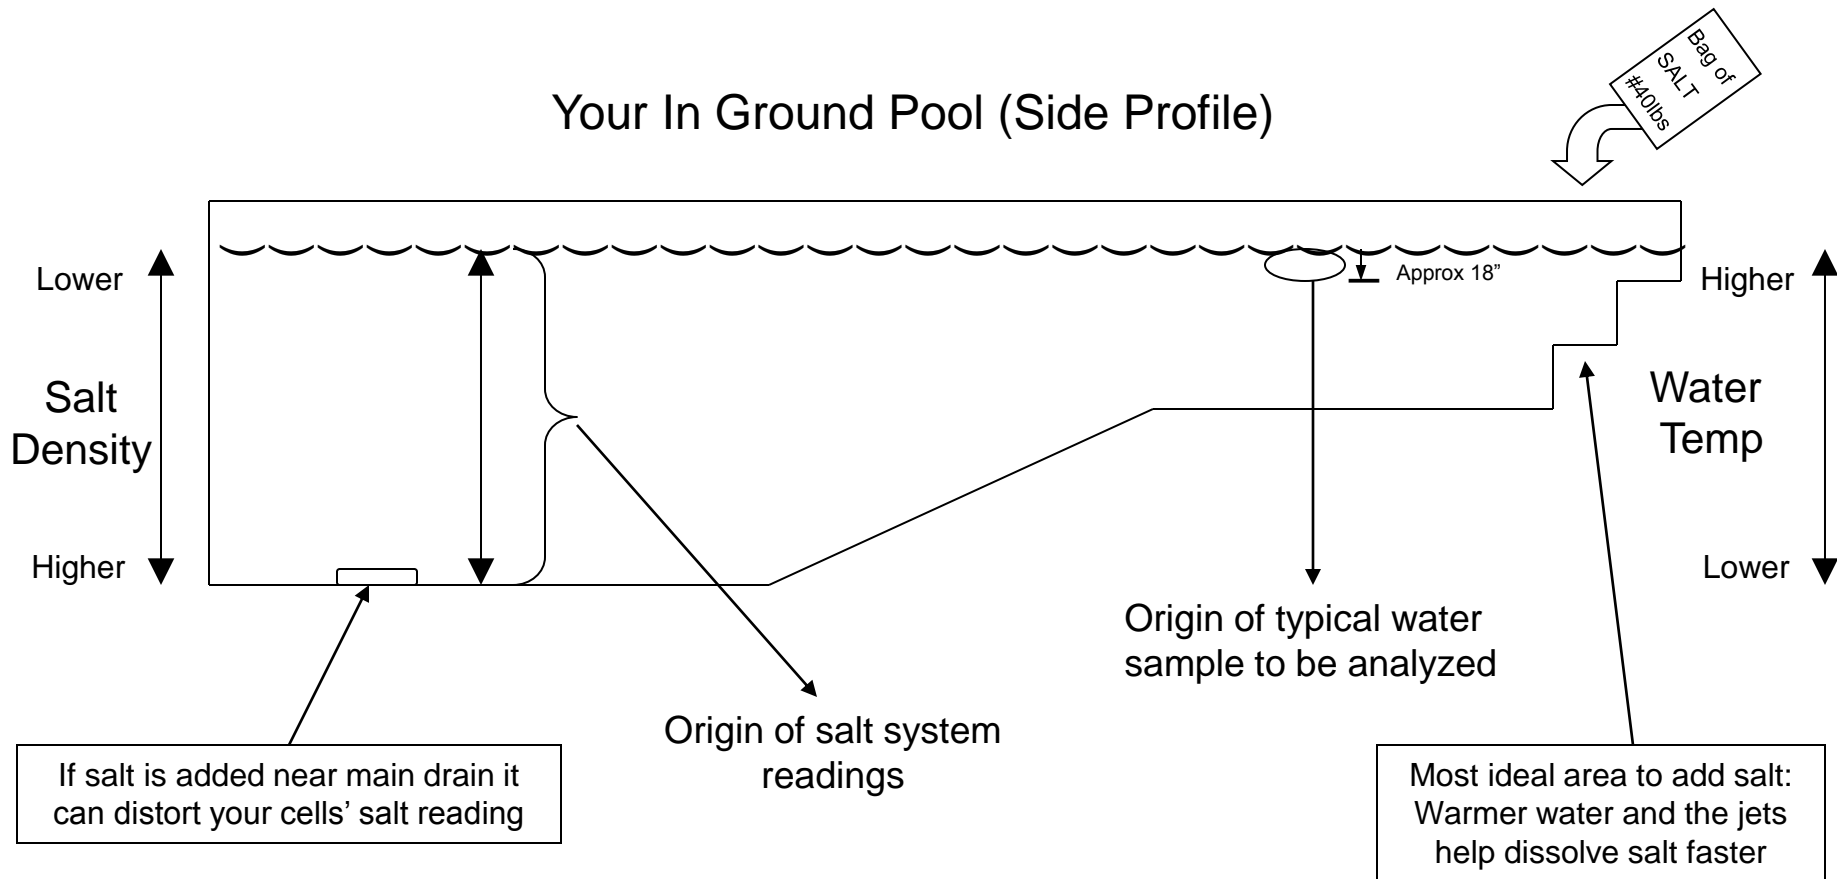 Bag of
SALT
#40lbs
Your In Ground Pool (Side Profile)
Lower
Approx 18”
Higher
Salt
Density
Water
Temp
Higher
Lower
Origin of typical water
sample to be analyzed
Origin of salt system
readings
If salt is added near main drain it
can distort your cells’ salt reading
Most ideal area to add salt:
Warmer water and the jets
help dissolve salt faster